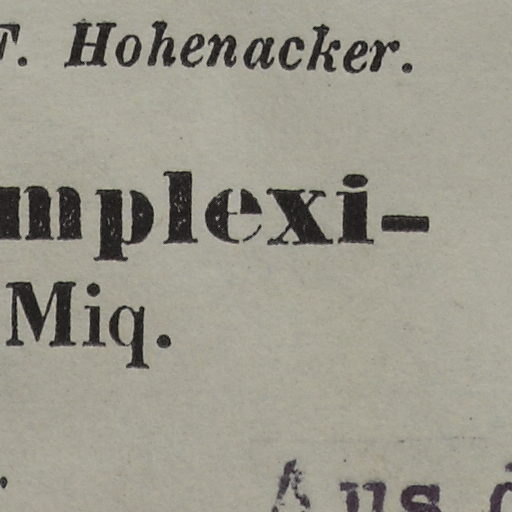 F. Hohenacker.
mplexi-
Miq.
Aus d